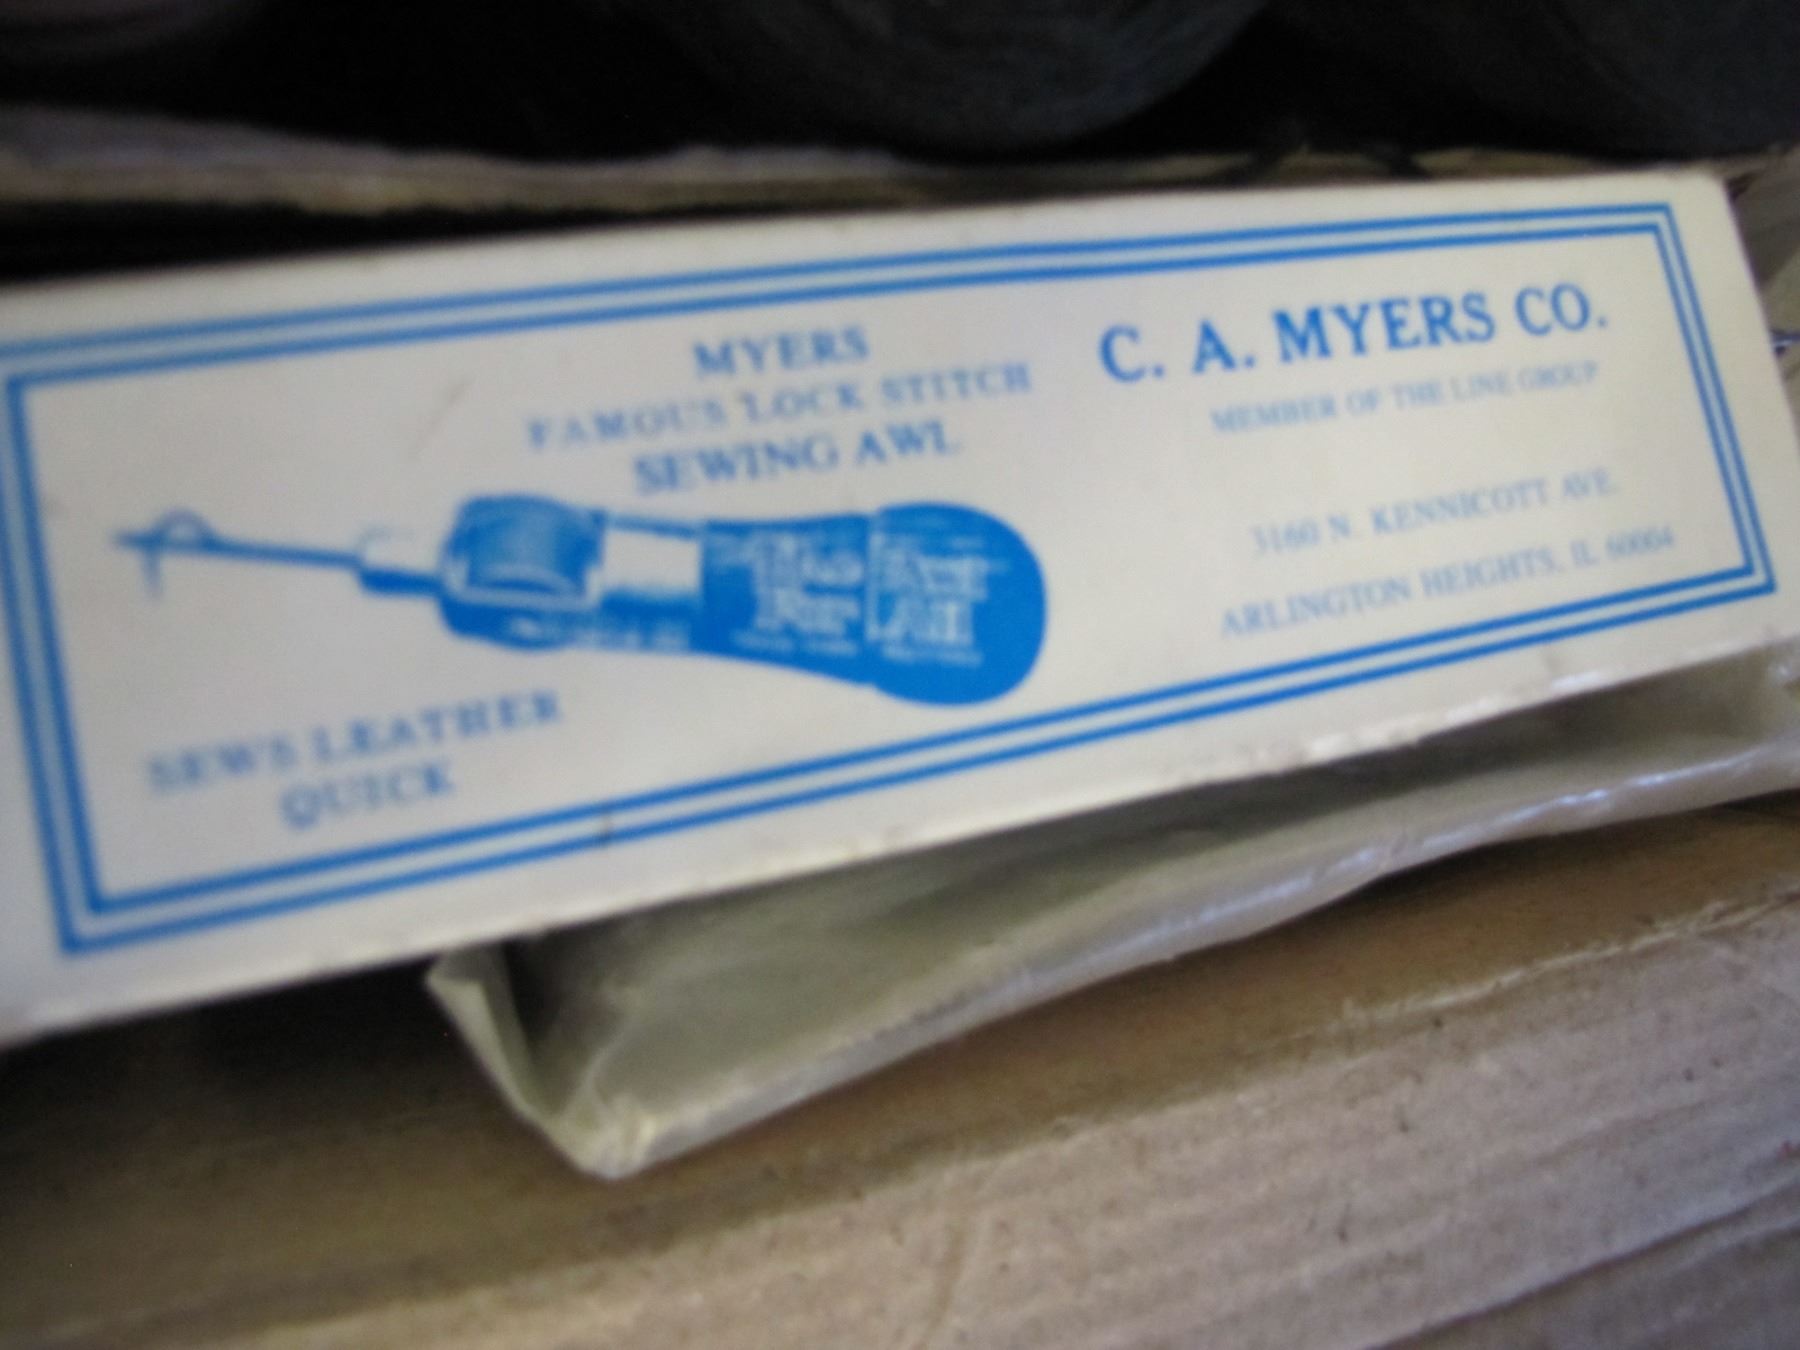 MYERS
FAMOUS LOCK STITCH
SEWING AWL
SEWS LEATHER
QUICK
C. A. MYERS CO.
MEMBER OF THE LINE GROUP
3160 N. KENNICOTT AVE.
ARLINGTON HEIGHTS, IL 60004